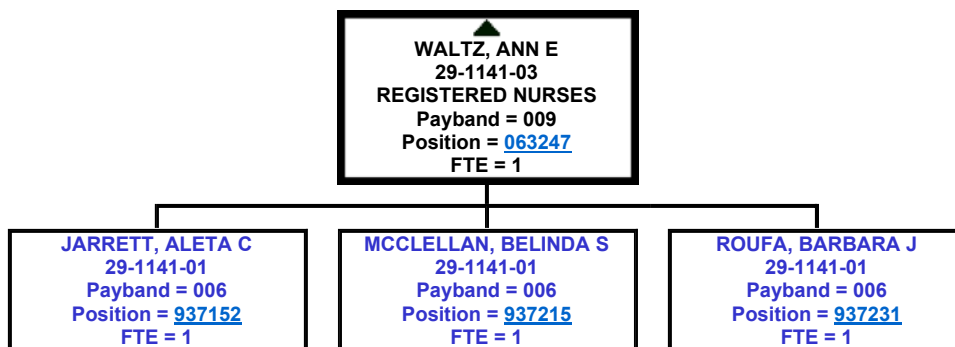 WALTZ, ANN E
29-1141-03
REGISTERED NURSES
Payband = 009
Position = 063247
FTE = 1
JARRETT, ALETA C
29-1141-01
Payband = 006
Position = 937152
FTE = 1
MCCLELLAN, BELINDA S
29-1141-01
Payband = 006
Position = 937215
FTE = 1
ROUFA, BARBARA J
29-1141-01
Payband = 006
Position = 937231
FTE = 1